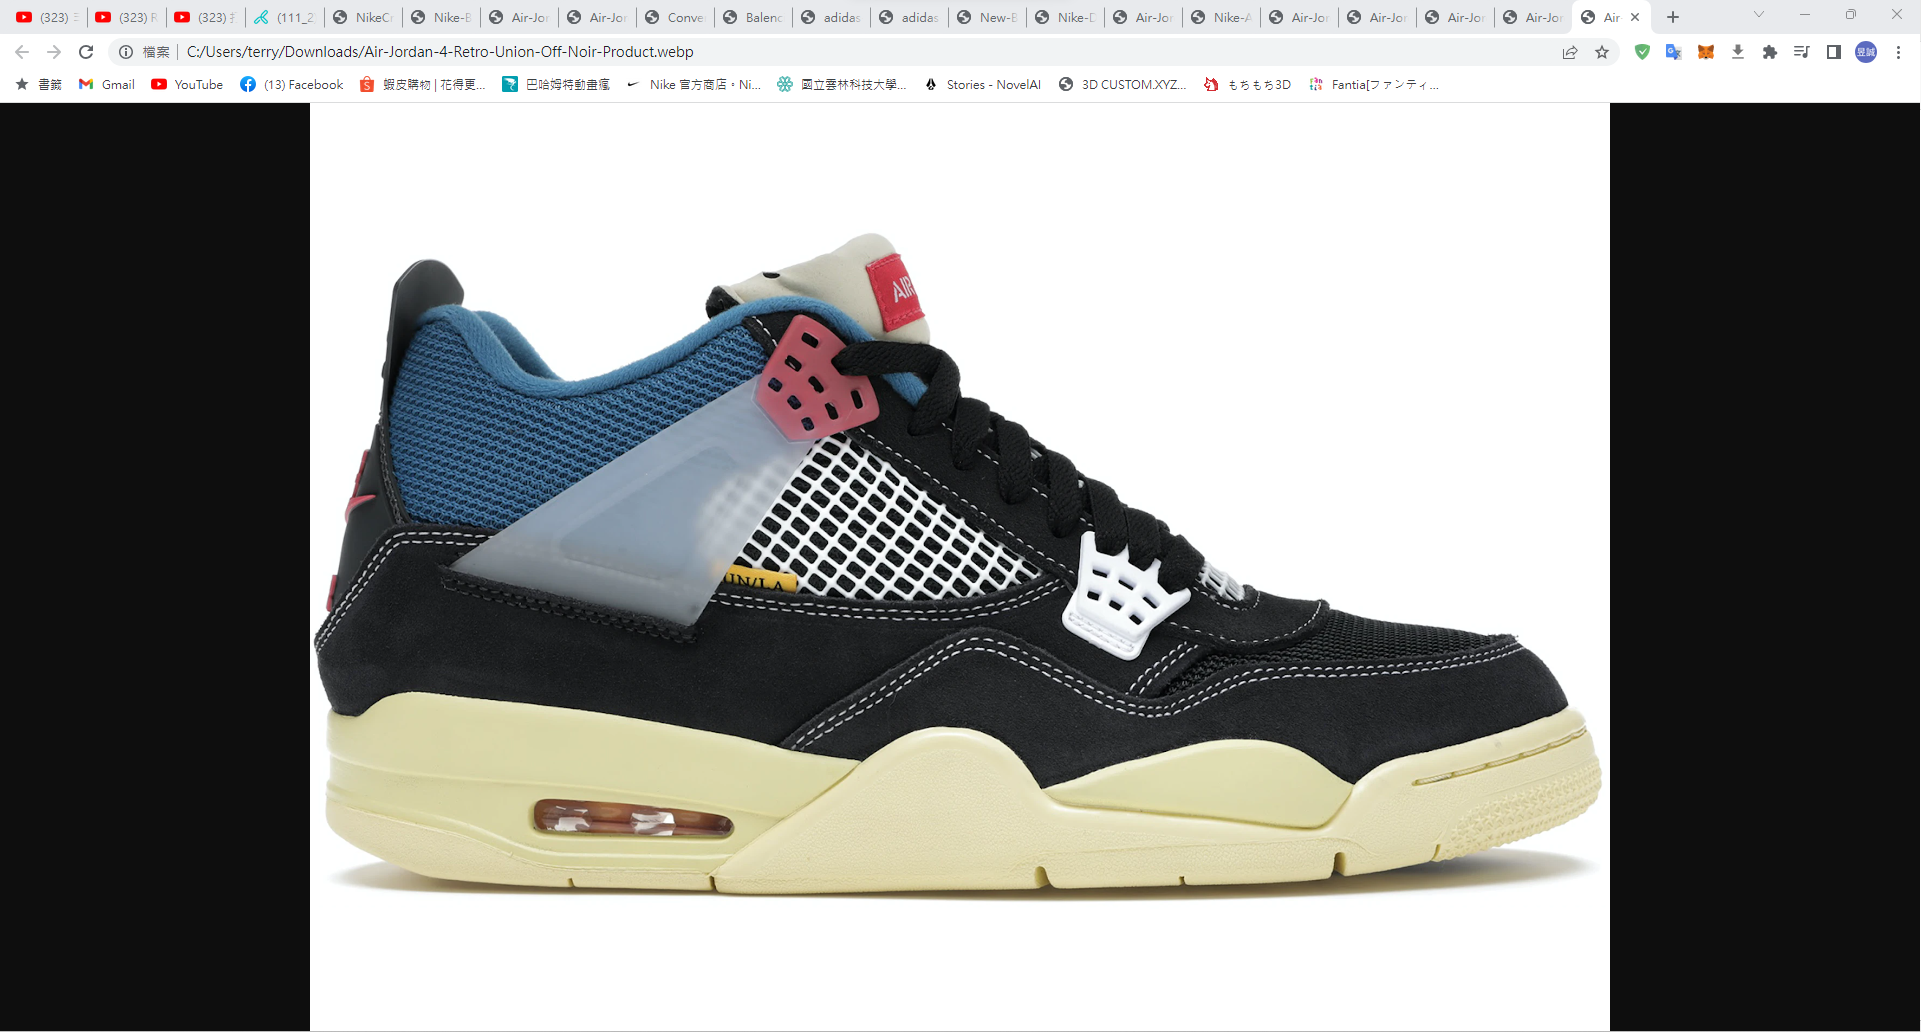 (323)
(323) R
(323)
(111_2
NikeCr
Nike-B
Air-Jor
Air-Jor
Conve
Balenc
adidas
adidas
New-B
Nike-D
Air-Jor
Nike-A
Air-Jor
Air-Jor
Air-Jor
Air-Jor
Air-
檔案 C:/Users/terry/Downloads/Air-Jordan-4-Retro-Union-Off-Noir-Product.webp
昱誠
書籤 Gmail YouTube (13) Facebook 蝦皮購物 | 花得更... 巴哈姆特動畫瘋 Nike 官方商店。Ni... 國立雲林科技大學... Stories - NovelAI 3D CUSTOM.XYZ... もちもち3D Fantia[ファンティ...
AIR
UN/LA